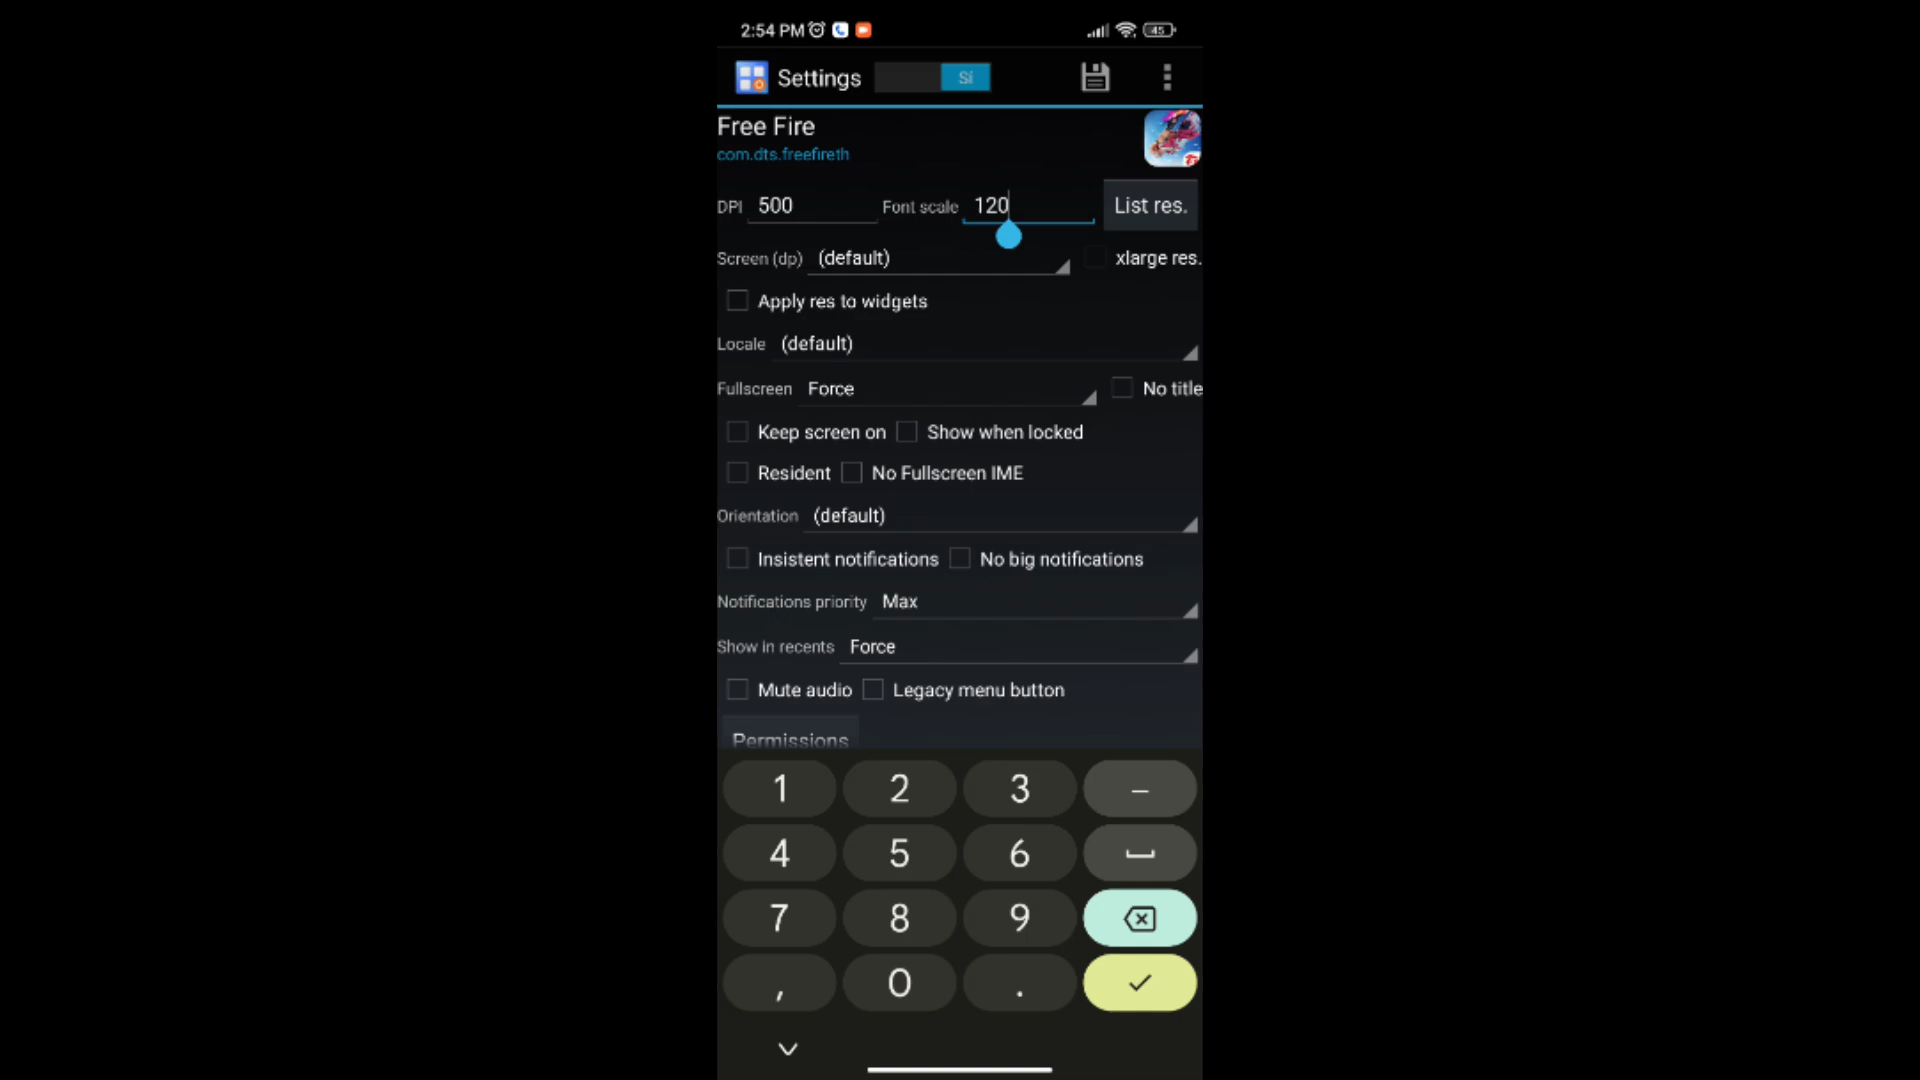 2:54 PM 45
Settings Sí
Free Fire
com.dts.freefireth
DPI 500 Font scale 120 List res.
Screen (dp) (default) xlarge res.
Apply res to widgets
Locale (default)
Fullscreen Force No title
Keep screen on Show when locked
Resident No Fullscreen IME
Orientation (default)
Insistent notifications No big notifications
Notifications priority Max
Show in recents Force
Mute audio Legacy menu button
Permissions
1 2 3 –
4 5 6
7 8 9
, 0 .